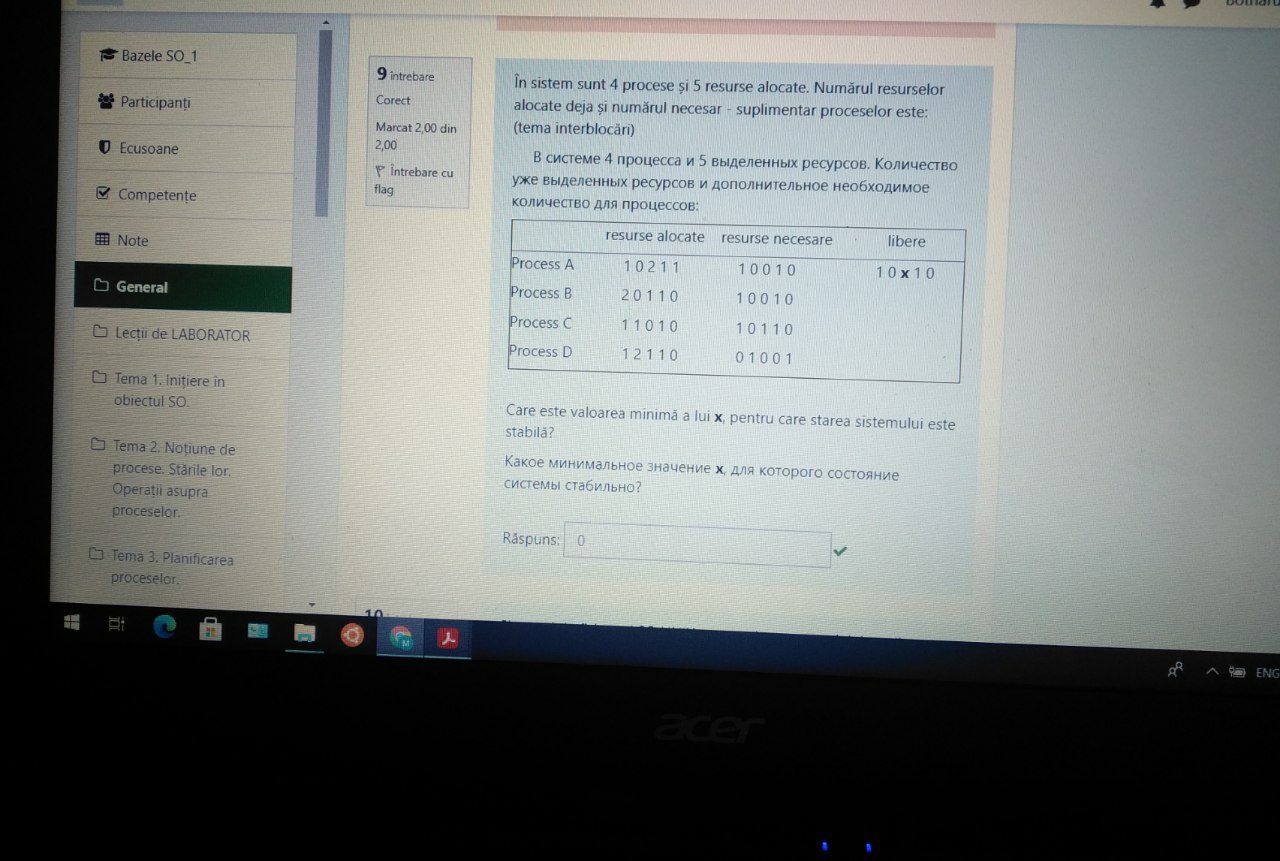 Bazele SO_1
Participanți
Ecusoane
Competențe
Note
General
Lecții de LABORATOR
Tema 1. Inițiere în
obiectul SO.
Tema 2. Noțiune de
procese. Stările lor.
Operații asupra
proceselor.
Tema 3. Planificarea
proceselor.
9 întrebare
Corect
Marcat 2,00 din
2,00
Întrebare cu
flag
În sistem sunt 4 procese și 5 resurse alocate. Numărul resurselor
alocate deja și numărul necesar - suplimentar proceselor este:
(tema interblocări)
В системе 4 процесса и 5 выделенных ресурсов. Количество
уже выделенных ресурсов и дополнительное необходимое
количество для процессов:
resurse alocate resurse necesare libere
Process A 1 0 2 1 1 1 0 0 1 0 1 0 x 1 0
Process B 2 0 1 1 0 1 0 0 1 0
Process C 1 1 0 1 0 1 0 1 1 0
Process D 1 2 1 1 0 0 1 0 0 1
Care este valoarea minimă a lui x, pentru care starea sistemului este
stabilă?
Какое минимальное значение x, для которого состояние
системы стабильно?
Răspuns: 0
10
ENG
acer